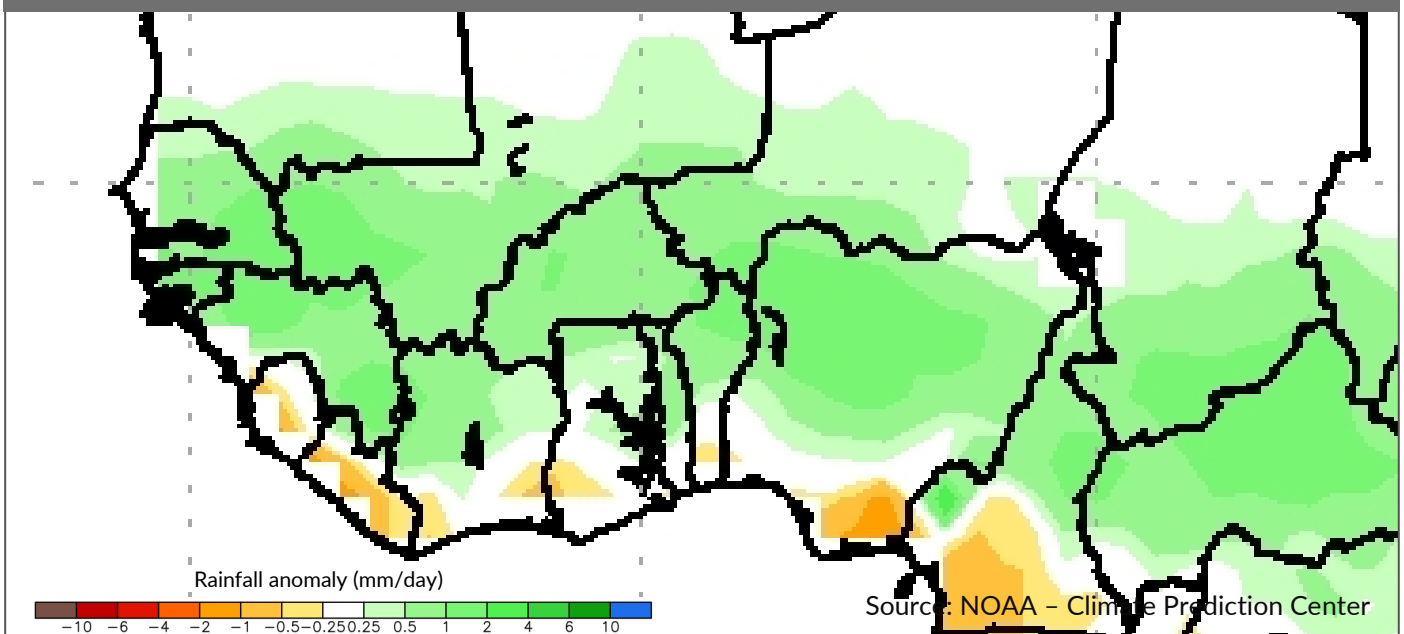 Rainfall anomaly (mm/day)
Source: NOAA – Climate Prediction Center
−10 −6 −4 −2 −1 −0.5 −0.25 0.25 0.5 1 2 4 6 10